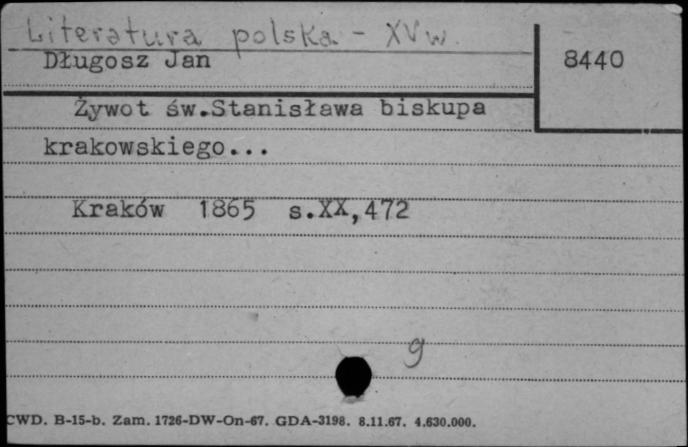 Literatura polska - XV w.
Długosz Jan
8440
Żywot św.Stanisława biskupa
krakowskiego...
Kraków 1865 s.XX,472
g
CWD. B-15-b. Zam. 1726-DW-On-67. GDA-3198. 8.11.67. 4.630.000.